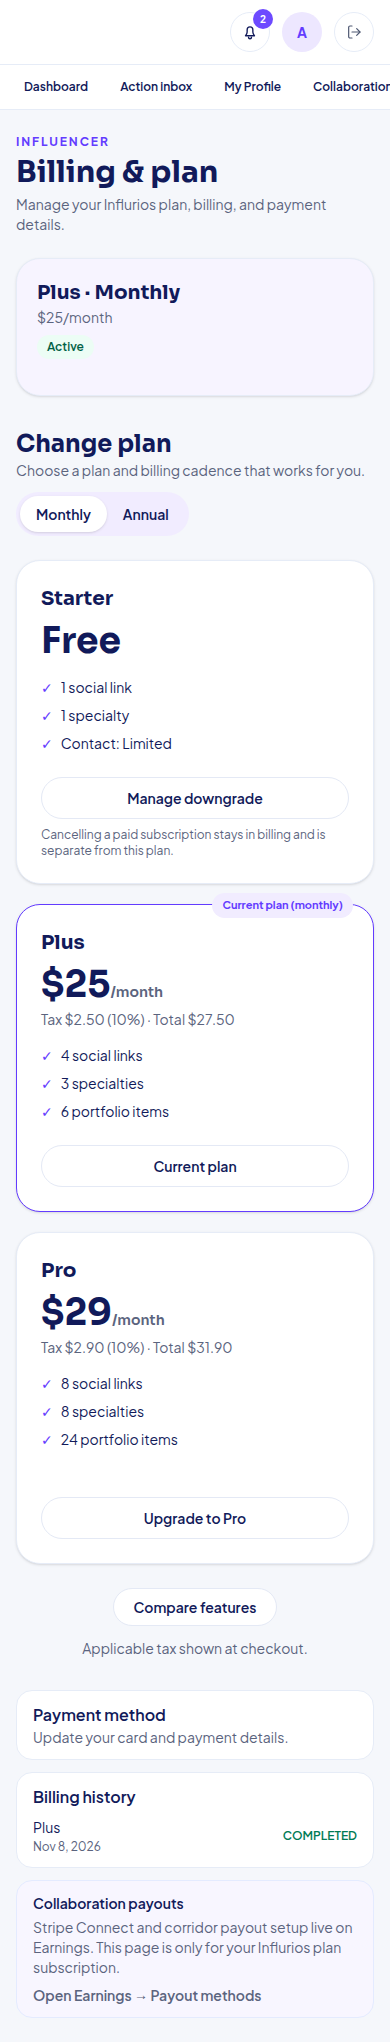 2
A
Dashboard Action Inbox My Profile Collaboration
INFLUENCER
Billing & plan
Manage your Influrios plan, billing, and payment
details.
Plus · Monthly
$25/month
Active
Change plan
Choose a plan and billing cadence that works for you.
Monthly Annual
Starter
Free
✓ 1 social link
✓ 1 specialty
✓ Contact: Limited
Manage downgrade
Cancelling a paid subscription stays in billing and is
separate from this plan.
Current plan (monthly)
Plus
$25/month
Tax $2.50 (10%) · Total $27.50
✓ 4 social links
✓ 3 specialties
✓ 6 portfolio items
Current plan
Pro
$29/month
Tax $2.90 (10%) · Total $31.90
✓ 8 social links
✓ 8 specialties
✓ 24 portfolio items
Upgrade to Pro
Compare features
Applicable tax shown at checkout.
Payment method
Update your card and payment details.
Billing history
Plus
COMPLETED
Nov 8, 2026
Collaboration payouts
Stripe Connect and corridor payout setup live on
Earnings. This page is only for your Influrios plan
subscription.
Open Earnings → Payout methods